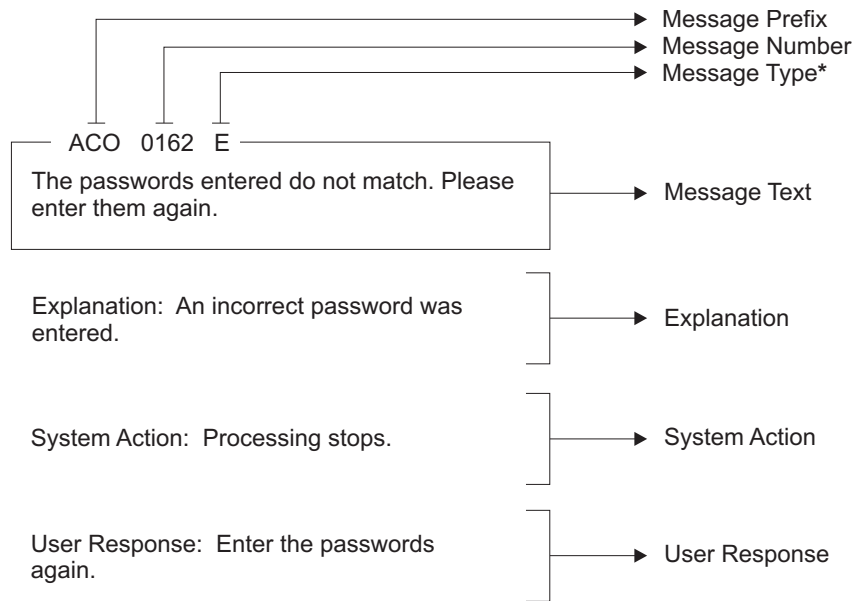 Message Prefix
Message Number
Message Type*
ACO 0162 E
The passwords entered do not match. Please
enter them again.
Message Text
Explanation: An incorrect password was
entered.
Explanation
System Action: Processing stops.
System Action
User Response: Enter the passwords
again.
User Response